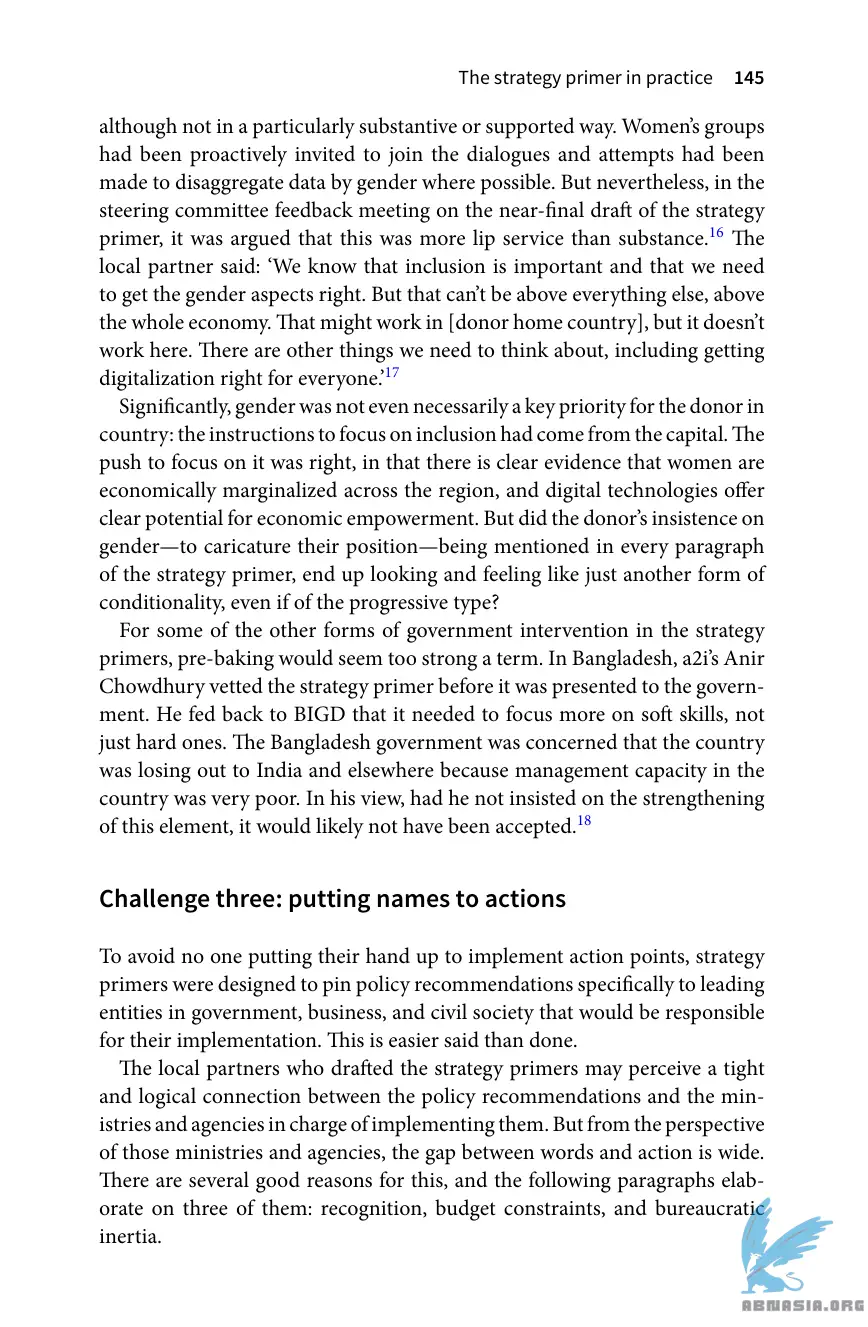 The strategy primer in practice 145
although not in a particularly substantive or supported way. Women’s groups
had been proactively invited to join the dialogues and attempts had been
made to disaggregate data by gender where possible. But nevertheless, in the
steering committee feedback meeting on the near-final draft of the strategy
primer, it was argued that this was more lip service than substance.16 The
local partner said: ‘We know that inclusion is important and that we need
to get the gender aspects right. But that can’t be above everything else, above
the whole economy. That might work in [donor home country], but it doesn’t
work here. There are other things we need to think about, including getting
digitalization right for everyone.’17
Significantly, gender was not even necessarily a key priority for the donor in
country: the instructions to focus on inclusion had come from the capital. The
push to focus on it was right, in that there is clear evidence that women are
economically marginalized across the region, and digital technologies offer
clear potential for economic empowerment. But did the donor’s insistence on
gender—to caricature their position—being mentioned in every paragraph
of the strategy primer, end up looking and feeling like just another form of
conditionality, even if of the progressive type?
For some of the other forms of government intervention in the strategy
primers, pre-baking would seem too strong a term. In Bangladesh, a2i’s Anir
Chowdhury vetted the strategy primer before it was presented to the govern-
ment. He fed back to BIGD that it needed to focus more on soft skills, not
just hard ones. The Bangladesh government was concerned that the country
was losing out to India and elsewhere because management capacity in the
country was very poor. In his view, had he not insisted on the strengthening
of this element, it would likely not have been accepted.18
Challenge three: putting names to actions
To avoid no one putting their hand up to implement action points, strategy
primers were designed to pin policy recommendations specifically to leading
entities in government, business, and civil society that would be responsible
for their implementation. This is easier said than done.
The local partners who drafted the strategy primers may perceive a tight
and logical connection between the policy recommendations and the min-
istries and agencies in charge of implementing them. But from the perspective
of those ministries and agencies, the gap between words and action is wide.
There are several good reasons for this, and the following paragraphs elab-
orate on three of them: recognition, budget constraints, and bureaucratic
inertia.
ABNASIA.ORG